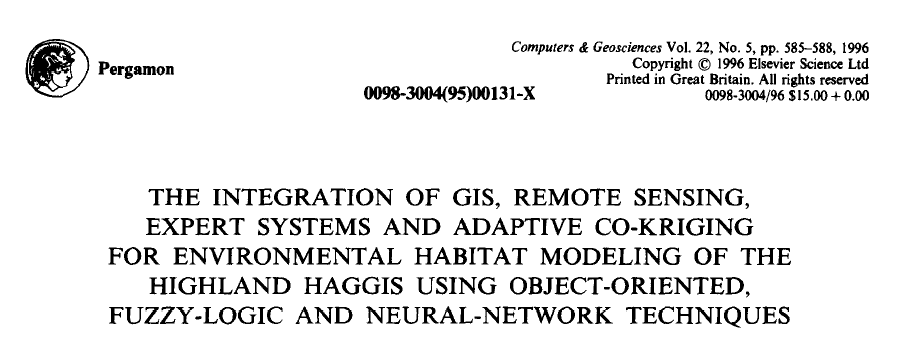 Pergamon
Computers & Geosciences Vol. 22, No. 5, pp. 585–588, 1996
Copyright © 1996 Elsevier Science Ltd
Printed in Great Britain. All rights reserved
0098-3004(95)00131-X
0098-3004/96 $15.00 + 0.00
THE INTEGRATION OF GIS, REMOTE SENSING,
EXPERT SYSTEMS AND ADAPTIVE CO-KRIGING
FOR ENVIRONMENTAL HABITAT MODELING OF THE
HIGHLAND HAGGIS USING OBJECT-ORIENTED,
FUZZY-LOGIC AND NEURAL-NETWORK TECHNIQUES